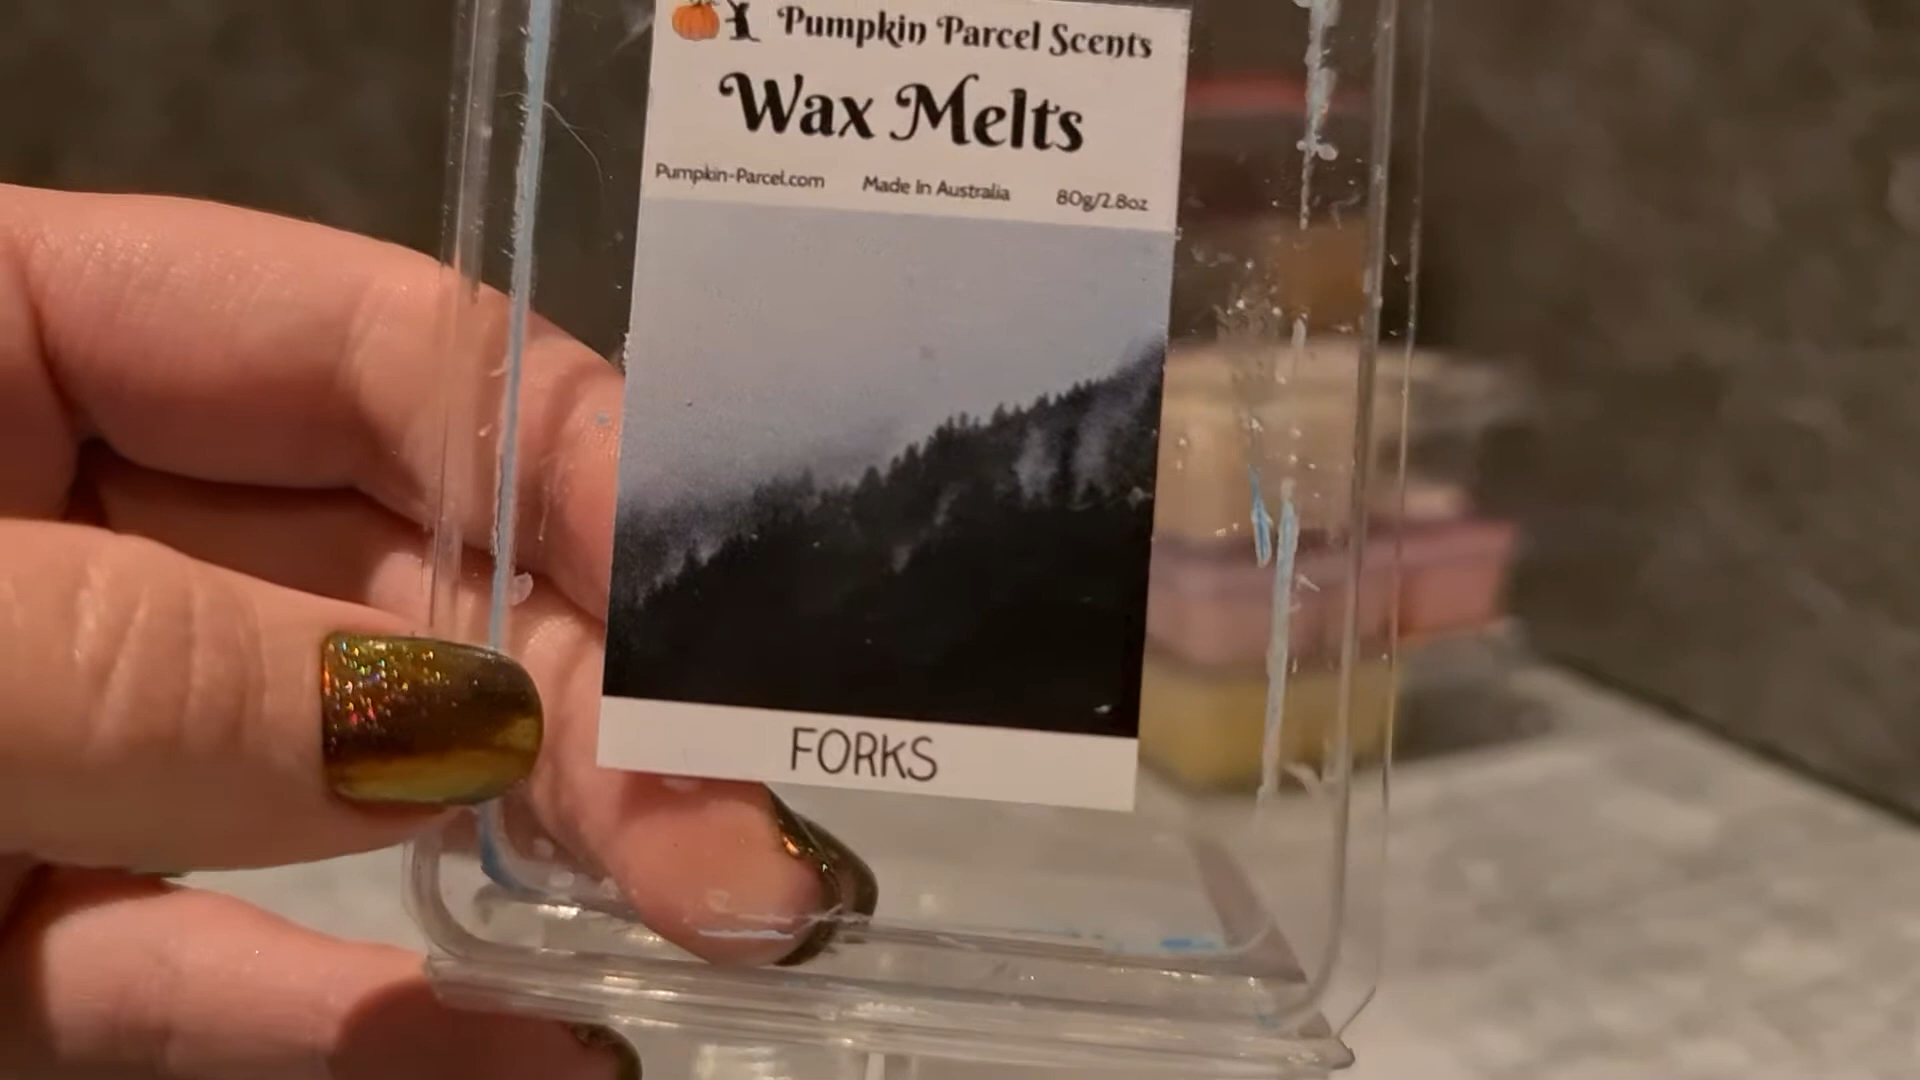 Pumpkin Parcel Scents
Wax Melts
Pumpkin-Parcel.com Made In Australia 80g/2.8oz
FORKS